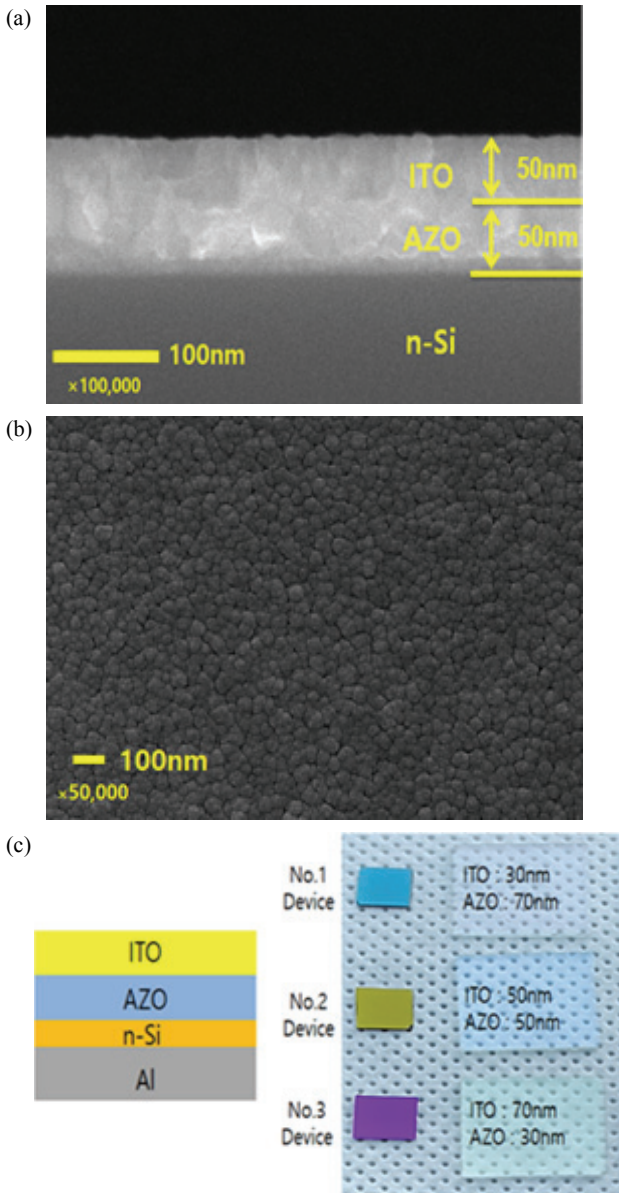 (a)
ITO
50nm
AZO
50nm
n-Si
100nm
×100,000
(b)
100nm
×50,000
(c)
ITO
AZO
n-Si
Al
No.1
Device
ITO : 30nm
AZO : 70nm
No.2
Device
ITO : 50nm
AZO : 50nm
No.3
Device
ITO : 70nm
AZO : 30nm